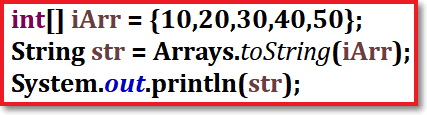 int[] iArr = {10,20,30,40,50};
String str = Arrays.toString(iArr);
System.out.println(str);